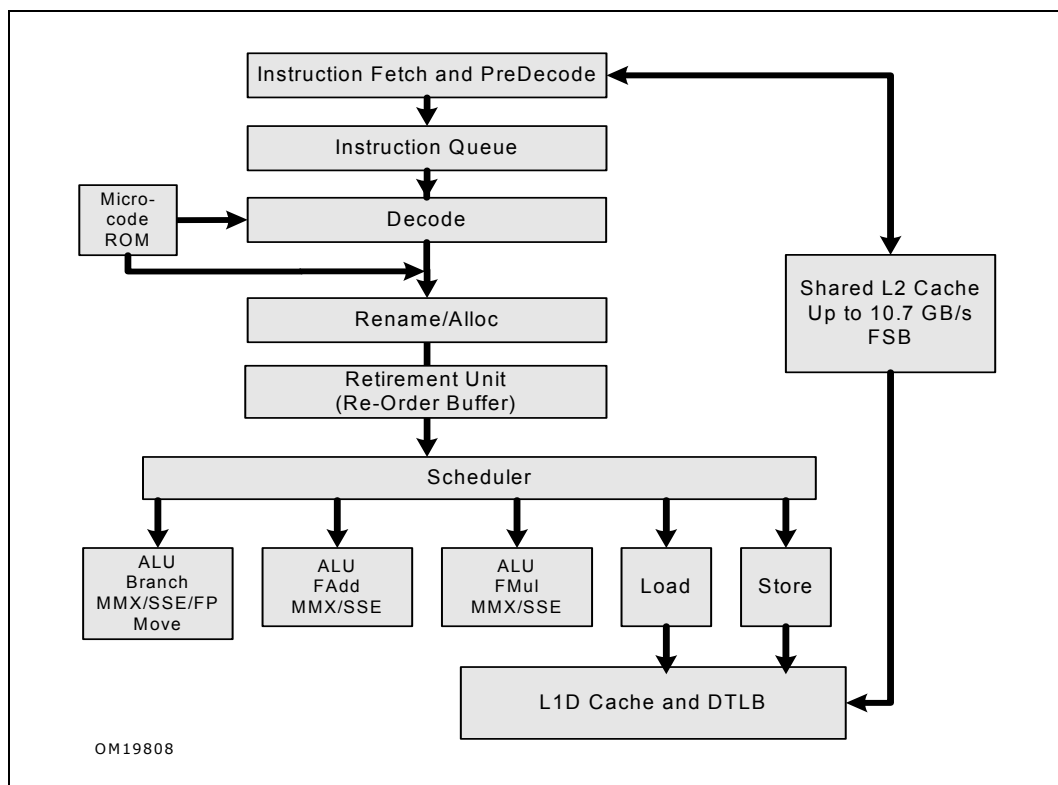 Instruction Fetch and PreDecode
Instruction Queue
Micro-
code
ROM
Decode
Shared L2 Cache
Up to 10.7 GB/s
FSB
Rename/Alloc
Retirement Unit
(Re-Order Buffer)
Scheduler
ALU
Branch
MMX/SSE/FP
Move
ALU
FAdd
MMX/SSE
ALU
FMul
MMX/SSE
Load
Store
L1D Cache and DTLB
OM19808